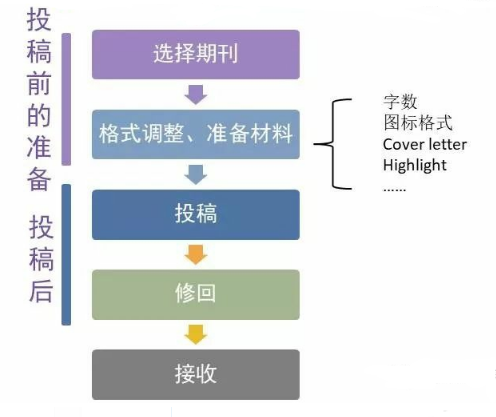 投稿前的准备
选择期刊
格式调整、准备材料
字数
图标格式
Cover letter
Highlight
......
投稿后
投稿
修回
接收